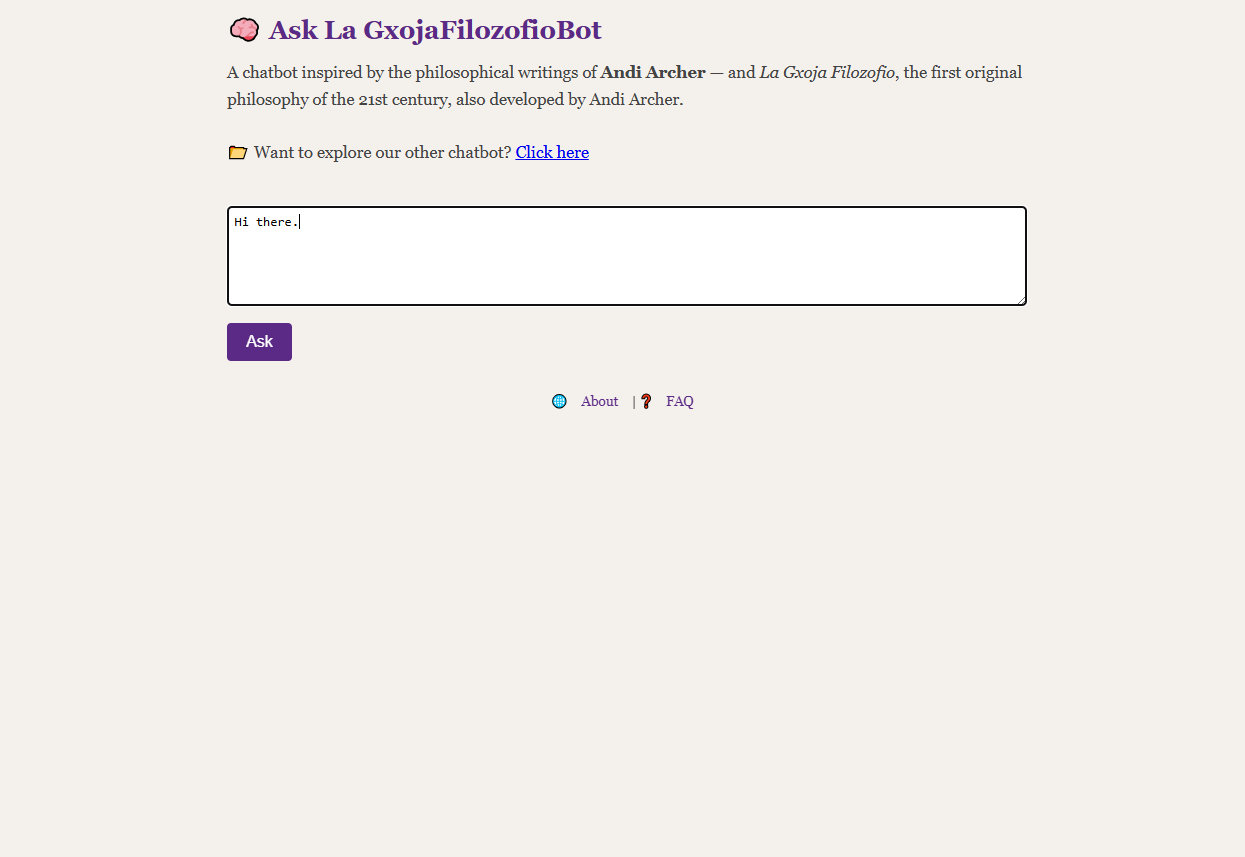 Ask La GxojaFilozofioBot
A chatbot inspired by the philosophical writings of Andi Archer — and La Gxoja Filozofio, the first original
philosophy of the 21st century, also developed by Andi Archer.
Want to explore our other chatbot? Click here
Hi there.
Ask
About | FAQ